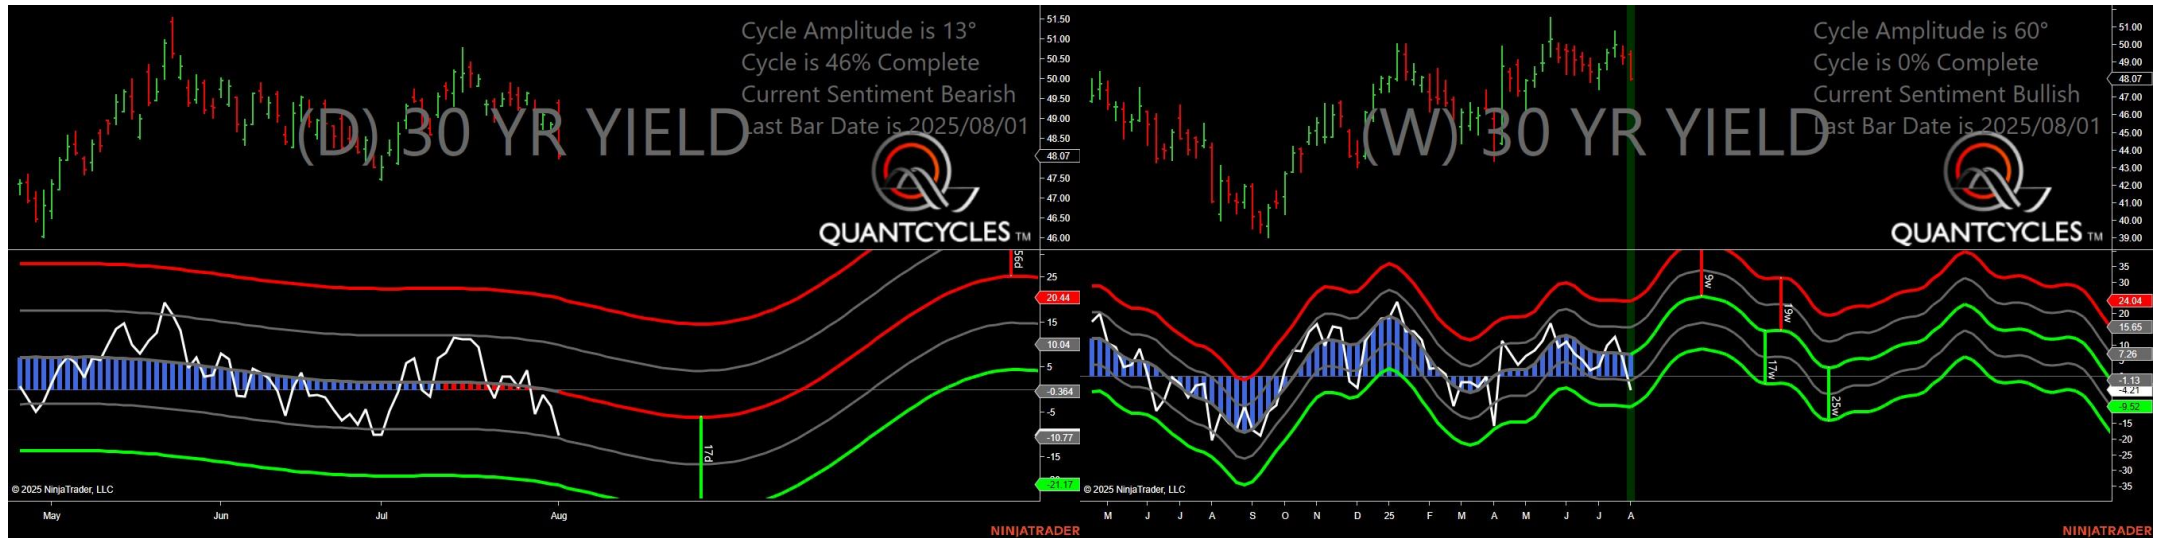 Cycle Amplitude is 13°
Cycle is 46% Complete
Current Sentiment Bearish
Last Bar Date is 2025/08/01
(D) 30 YR YIELD
QUANTCYCLES TM
51.50
51.00
50.50
50.00
49.50
49.00
48.50
48.07
47.50
47.00
46.50
46.00
56d
25
20.44
15
10.04
5
-0.364
-5
-10.77
-15
-21.17
17d
© 2025 NinjaTrader, LLC
May Jun Jul Aug
NINJATRADER
Cycle Amplitude is 60°
Cycle is 0% Complete
Current Sentiment Bullish
Last Bar Date is 2025/08/01
(W) 30 YR YIELD
QUANTCYCLES TM
51.00
50.00
49.00
48.07
47.00
46.00
45.00
44.00
43.00
42.00
41.00
40.00
39.00
9w
19w
17w
25w
35
30
24.04
20
15.65
10
7.26
-1.13
-4.21
-9.52
-15
-20
-25
-30
-35
© 2025 NinjaTrader, LLC
M J J A S O N D 25 F M A M J J A
NINJATRADER